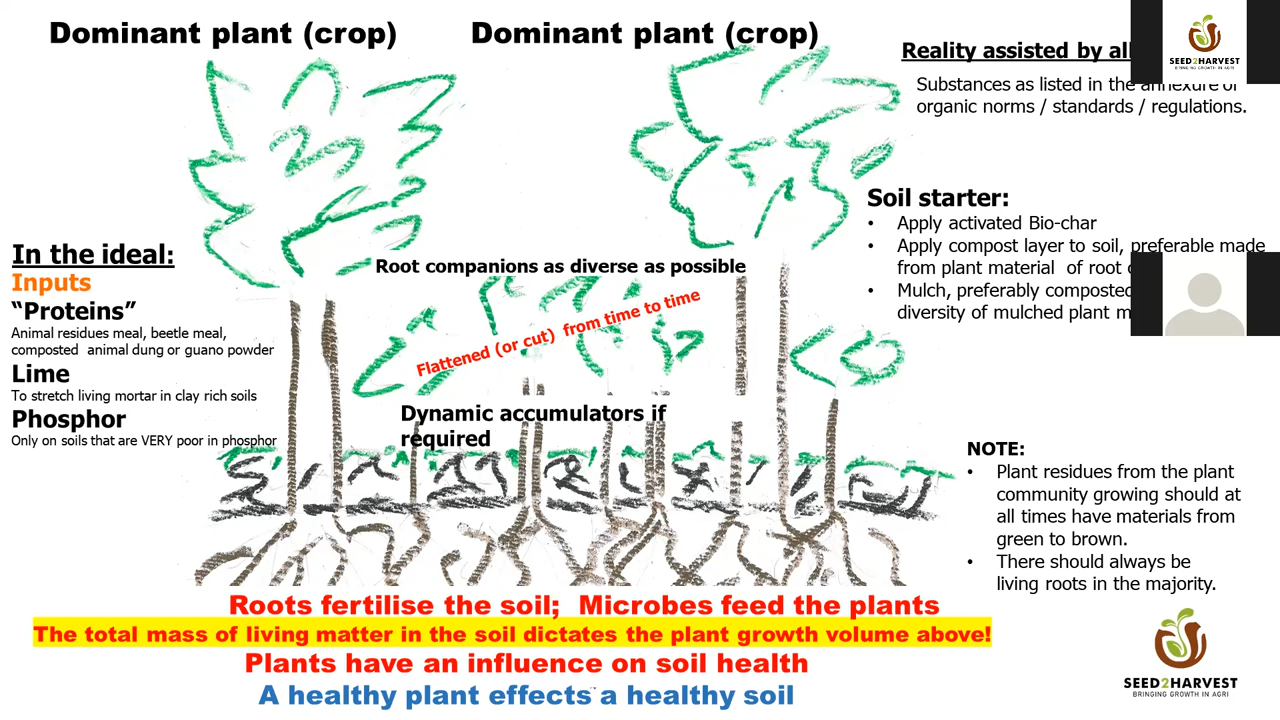 Dominant plant (crop)
Dominant plant (crop)
Reality assisted by all
Substances as listed in the annexure of
organic norms / standards / regulations.
SEED2HARVEST
BRINGING GROWTH IN AGRI
Soil starter:
• Apply activated Bio-char
• Apply compost layer to soil, preferable made
from plant material of root
• Mulch, preferably composted
diversity of mulched plant
In the ideal:
Inputs
“Proteins”
Animal residues meal, beetle meal,
composted animal dung or guano powder
Lime
To stretch living mortar in clay rich soils
Phosphor
Only on soils that are VERY poor in phosphor
Root companions as diverse as possible
Flattened (or cut) from time to time
Dynamic accumulators if
required
NOTE:
• Plant residues from the plant
community growing should at
all times have materials from
green to brown.
• There should always be
living roots in the majority.
Roots fertilise the soil; Microbes feed the plants
The total mass of living matter in the soil dictates the plant growth volume above!
Plants have an influence on soil health
A healthy plant effects a healthy soil
SEED2HARVEST
BRINGING GROWTH IN AGRI